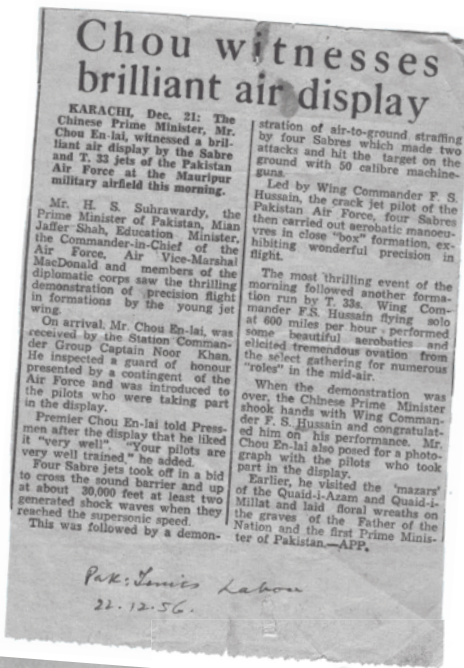 Chou witnesses
brilliant air display
KARACHI, Dec. 21: The
Chinese Prime Minister, Mr.
Chou En-lai, witnessed a bril-
liant air display by the Sabre
and T. 33 jets of the Pakistan
Air Force at the Mauripur
military airfield this morning.
Mr. H. S. Suhrawardy, the
Prime Minister of Pakistan, Mian
Jaffer Shah, Education Minister,
the Commander-in-Chief of the
Air Force, Air Vice-Marshal
MacDonald and members of the
diplomatic corps saw the thrilling
demonstration of precision flight
in formations by the young jet
wing.
On arrival, Mr. Chou En-lai, was
received by the Station Comman-
der Group Captain Noor Khan.
He inspected a guard of honour
presented by a contingent of the
Air Force and was introduced to
the pilots who were taking part
in the display.
Premier Chou En-lai told Press-
men after the display that he liked
it "very well". "Your pilots are
very well trained," he added.
Four Sabre jets took off in a bid
to cross the sound barrier and up
at about 30,000 feet at least two
generated shock waves when they
reached the supersonic speed.
This was followed by a demon-
stration of air-to-ground straffing
by four Sabres which made two
attacks and hit the target on the
ground with 50 calibre machine-
guns.
Led by Wing Commander F. S.
Hussain, the crack jet pilot of the
Pakistan Air Force, four Sabres
then carried out aerobatic manoeu-
vres in close "box" formation, ex-
hibiting wonderful precision in
flight.
The most thrilling event of the
morning followed another forma-
tion run by T. 33s. Wing Com-
mander F.S. Hussain flying solo
at 600 miles per hour performed
some beautiful aerobatics and
elicited tremendous ovation from
the select gathering for numerous
"roles" in the mid-air.
When the demonstration was
over, the Chinese Prime Minister
shook hands with Wing Comman-
der F. S. Hussain and congratulat-
ed him on his performance. Mr.
Chou En-lai also posed for a photo-
graph with the pilots who took
part in the display.
Earlier, he visited the 'mazars'
of the Quaid-i-Azam and Quaid-i-
Millat and laid floral wreaths on
the graves of the Father of the
Nation and the first Prime Minis-
ter of Pakistan.—APP.
Pak: Times
22.12.56.